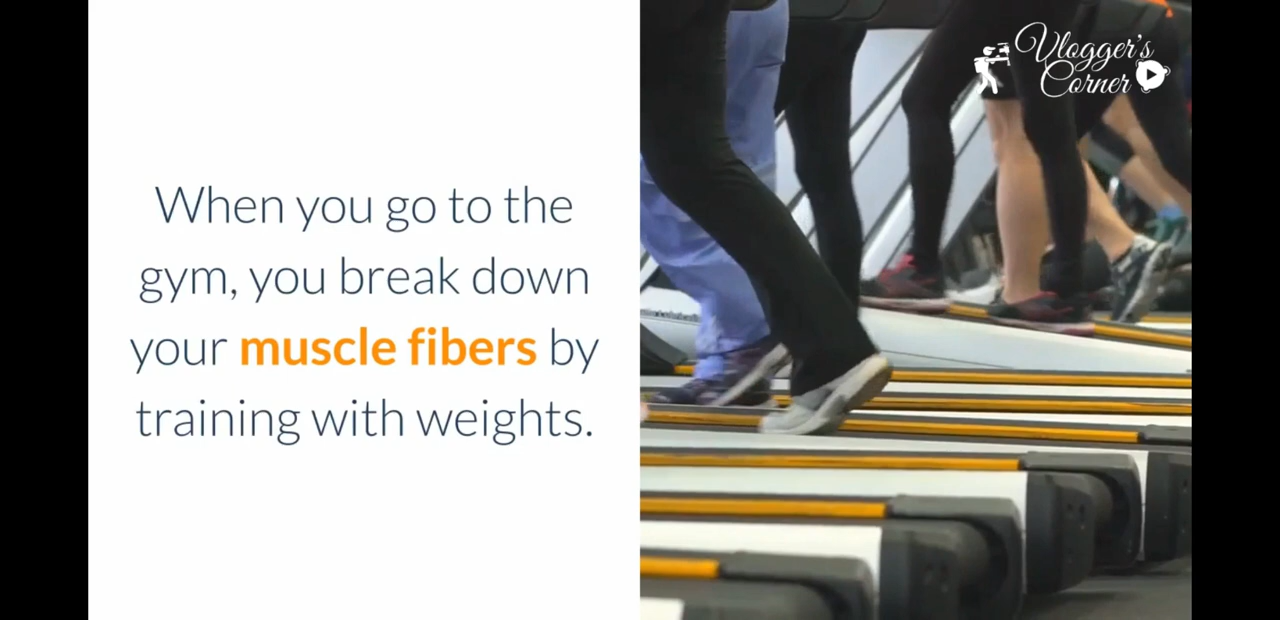 When you go to the
gym, you break down
your muscle fibers by
training with weights.
Vlogger's
Corner